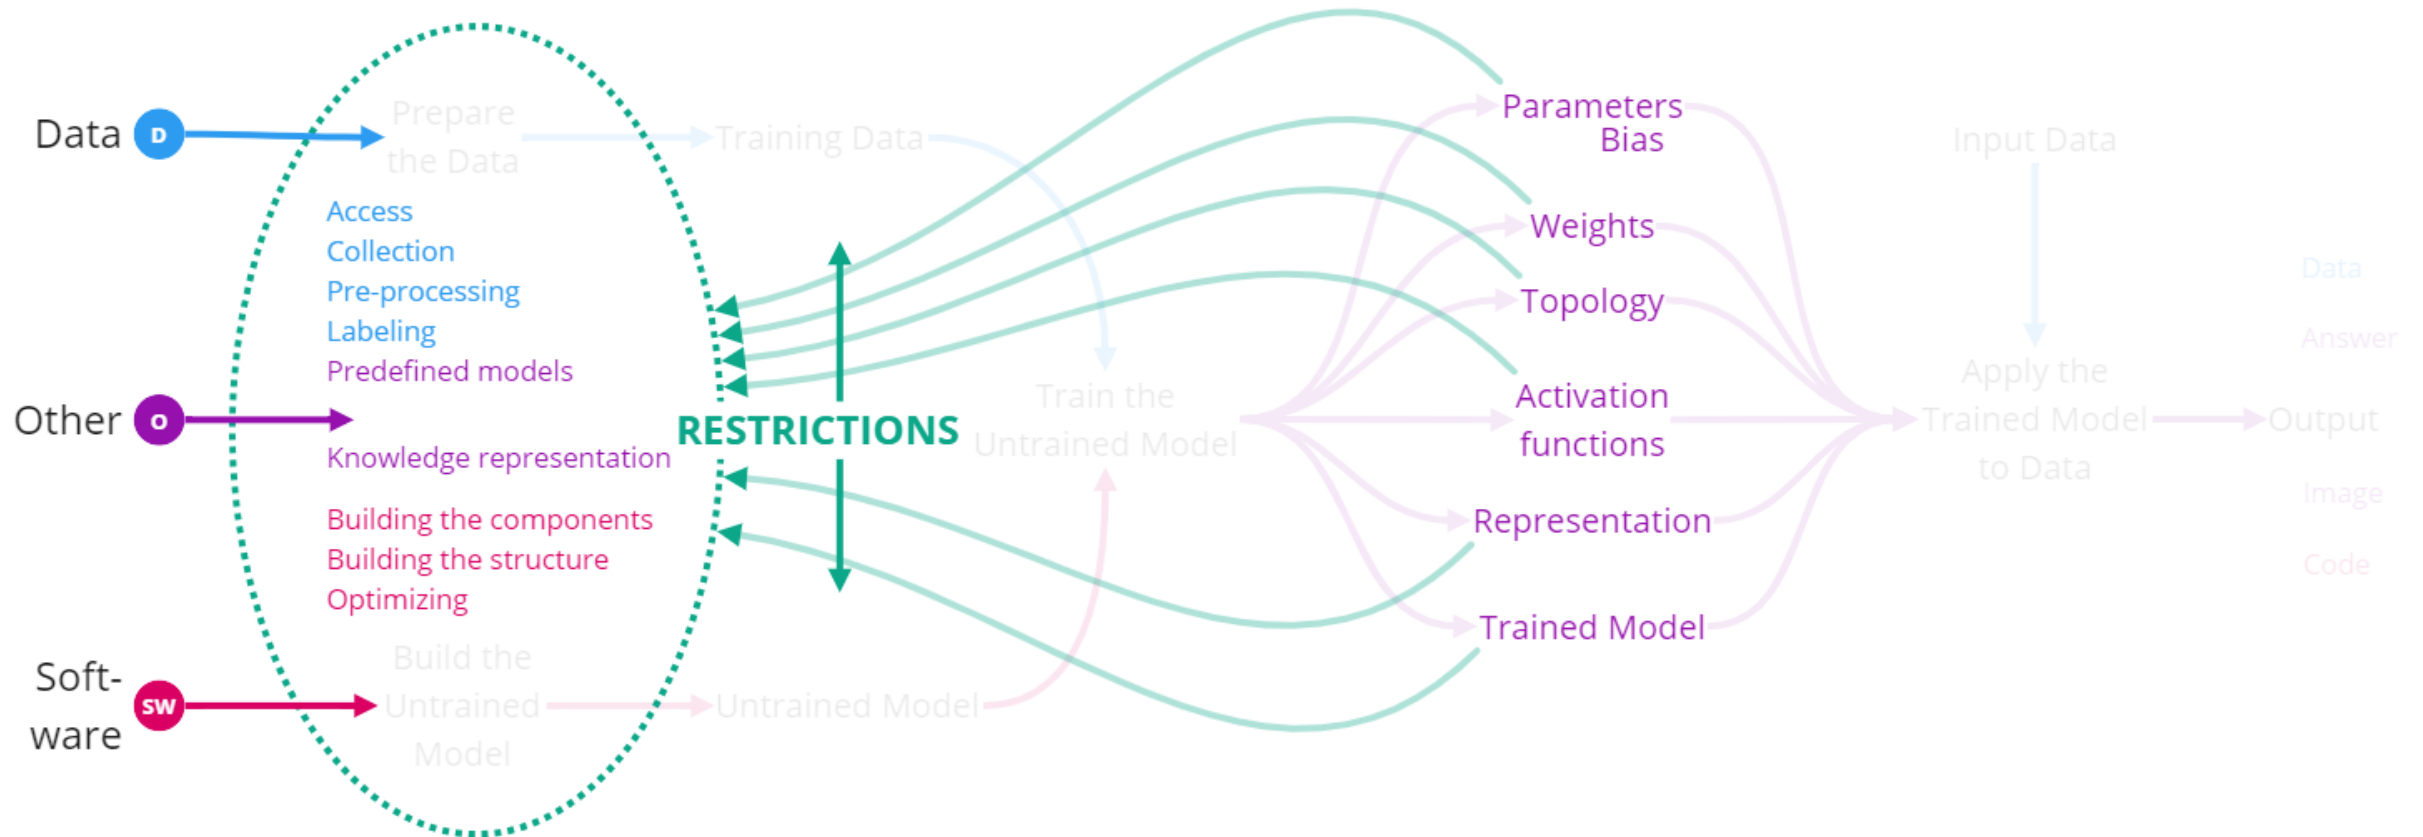 Data
D
Prepare
the Data
Training Data
Access
Collection
Pre-processing
Labeling
Predefined models
Other
O
Knowledge representation
Building the components
Building the structure
Optimizing
Soft-
ware
SW
Build the
Untrained
Model
Untrained Model
RESTRICTIONS
Train the
Untrained Model
Parameters
Bias
Weights
Topology
Activation
functions
Representation
Trained Model
Input Data
Apply the
Trained Model
to Data
Output
Data
Answer
Image
Code